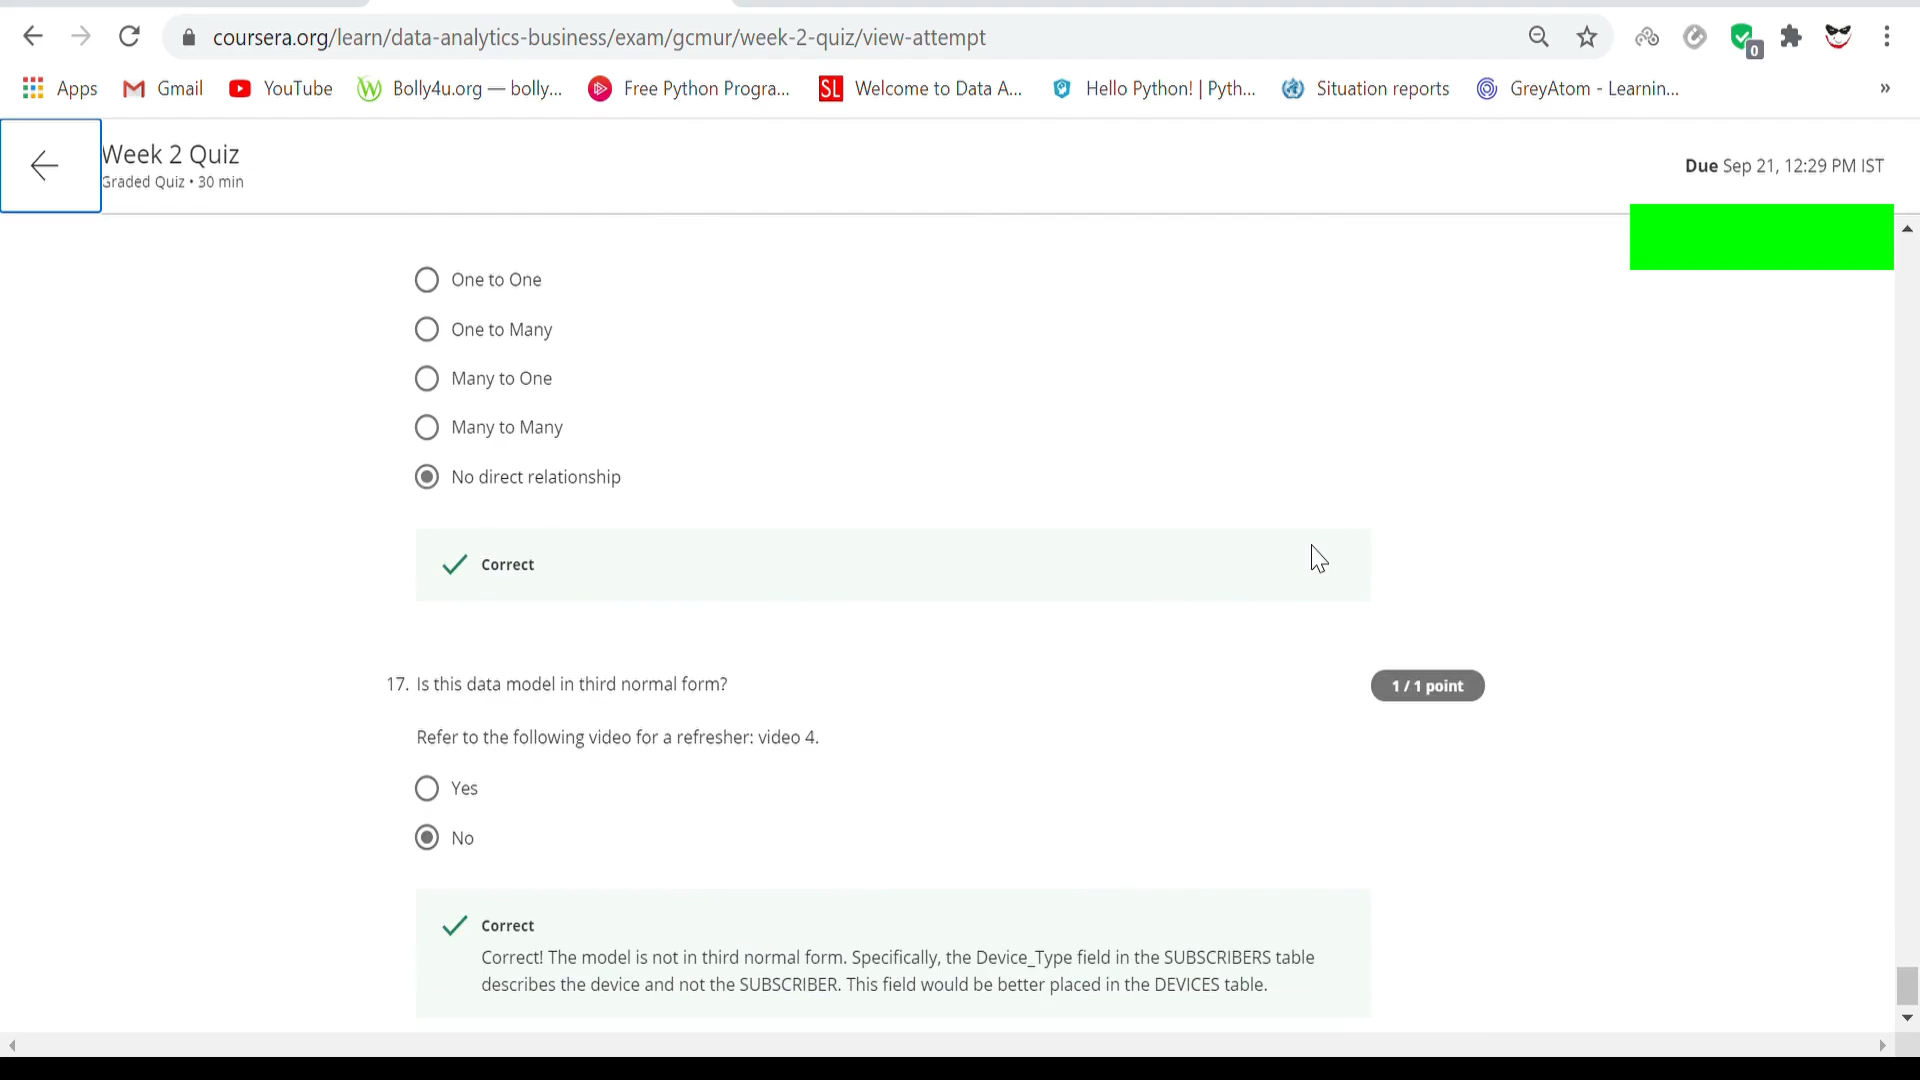 coursera.org/learn/data-analytics-business/exam/gcmur/week-2-quiz/view-attempt
0
Apps Gmail YouTube Bolly4u.org — bolly... Free Python Progra... SL Welcome to Data A... Hello Python! | Pyth... Situation reports GreyAtom - Learnin... »
Week 2 Quiz
Graded Quiz • 30 min
Due Sep 21, 12:29 PM IST
One to One
One to Many
Many to One
Many to Many
No direct relationship
Correct
17. Is this data model in third normal form?
1 / 1 point
Refer to the following video for a refresher: video 4.
Yes
No
Correct
Correct! The model is not in third normal form. Specifically, the Device_Type field in the SUBSCRIBERS table
describes the device and not the SUBSCRIBER. This field would be better placed in the DEVICES table.